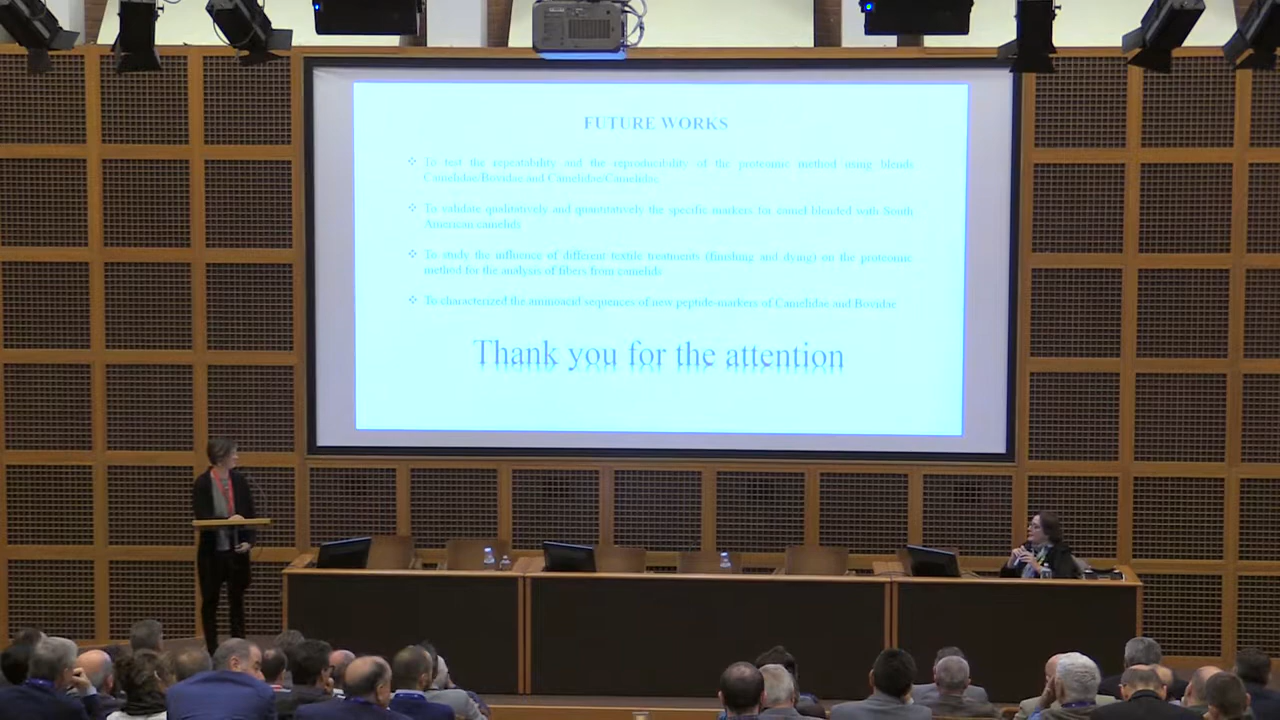 FUTURE WORKS
❖ To test the repeatability and the reproducibility of the proteomic method using blends
Camelidae/Bovidae and Camelidae/Camelidae
❖ To validate qualitatively and quantitatively the specific markers for camel blended with South
American camelids
❖ To study the influence of different textile treatments (finishing and dying) on the proteomic
method for the analysis of fibers from camelids
❖ To characterized the aminoacid sequences of new peptide-markers of Camelidae and Bovidae
Thank you for the attention